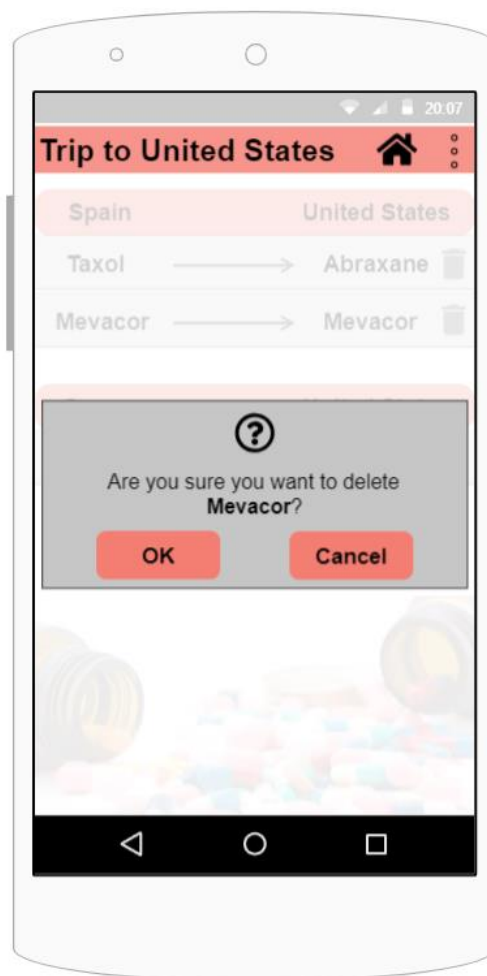 20:07
Trip to United States
Spain United States
Taxol Abraxane
Mevacor Mevacor
Are you sure you want to delete
Mevacor?
OK Cancel